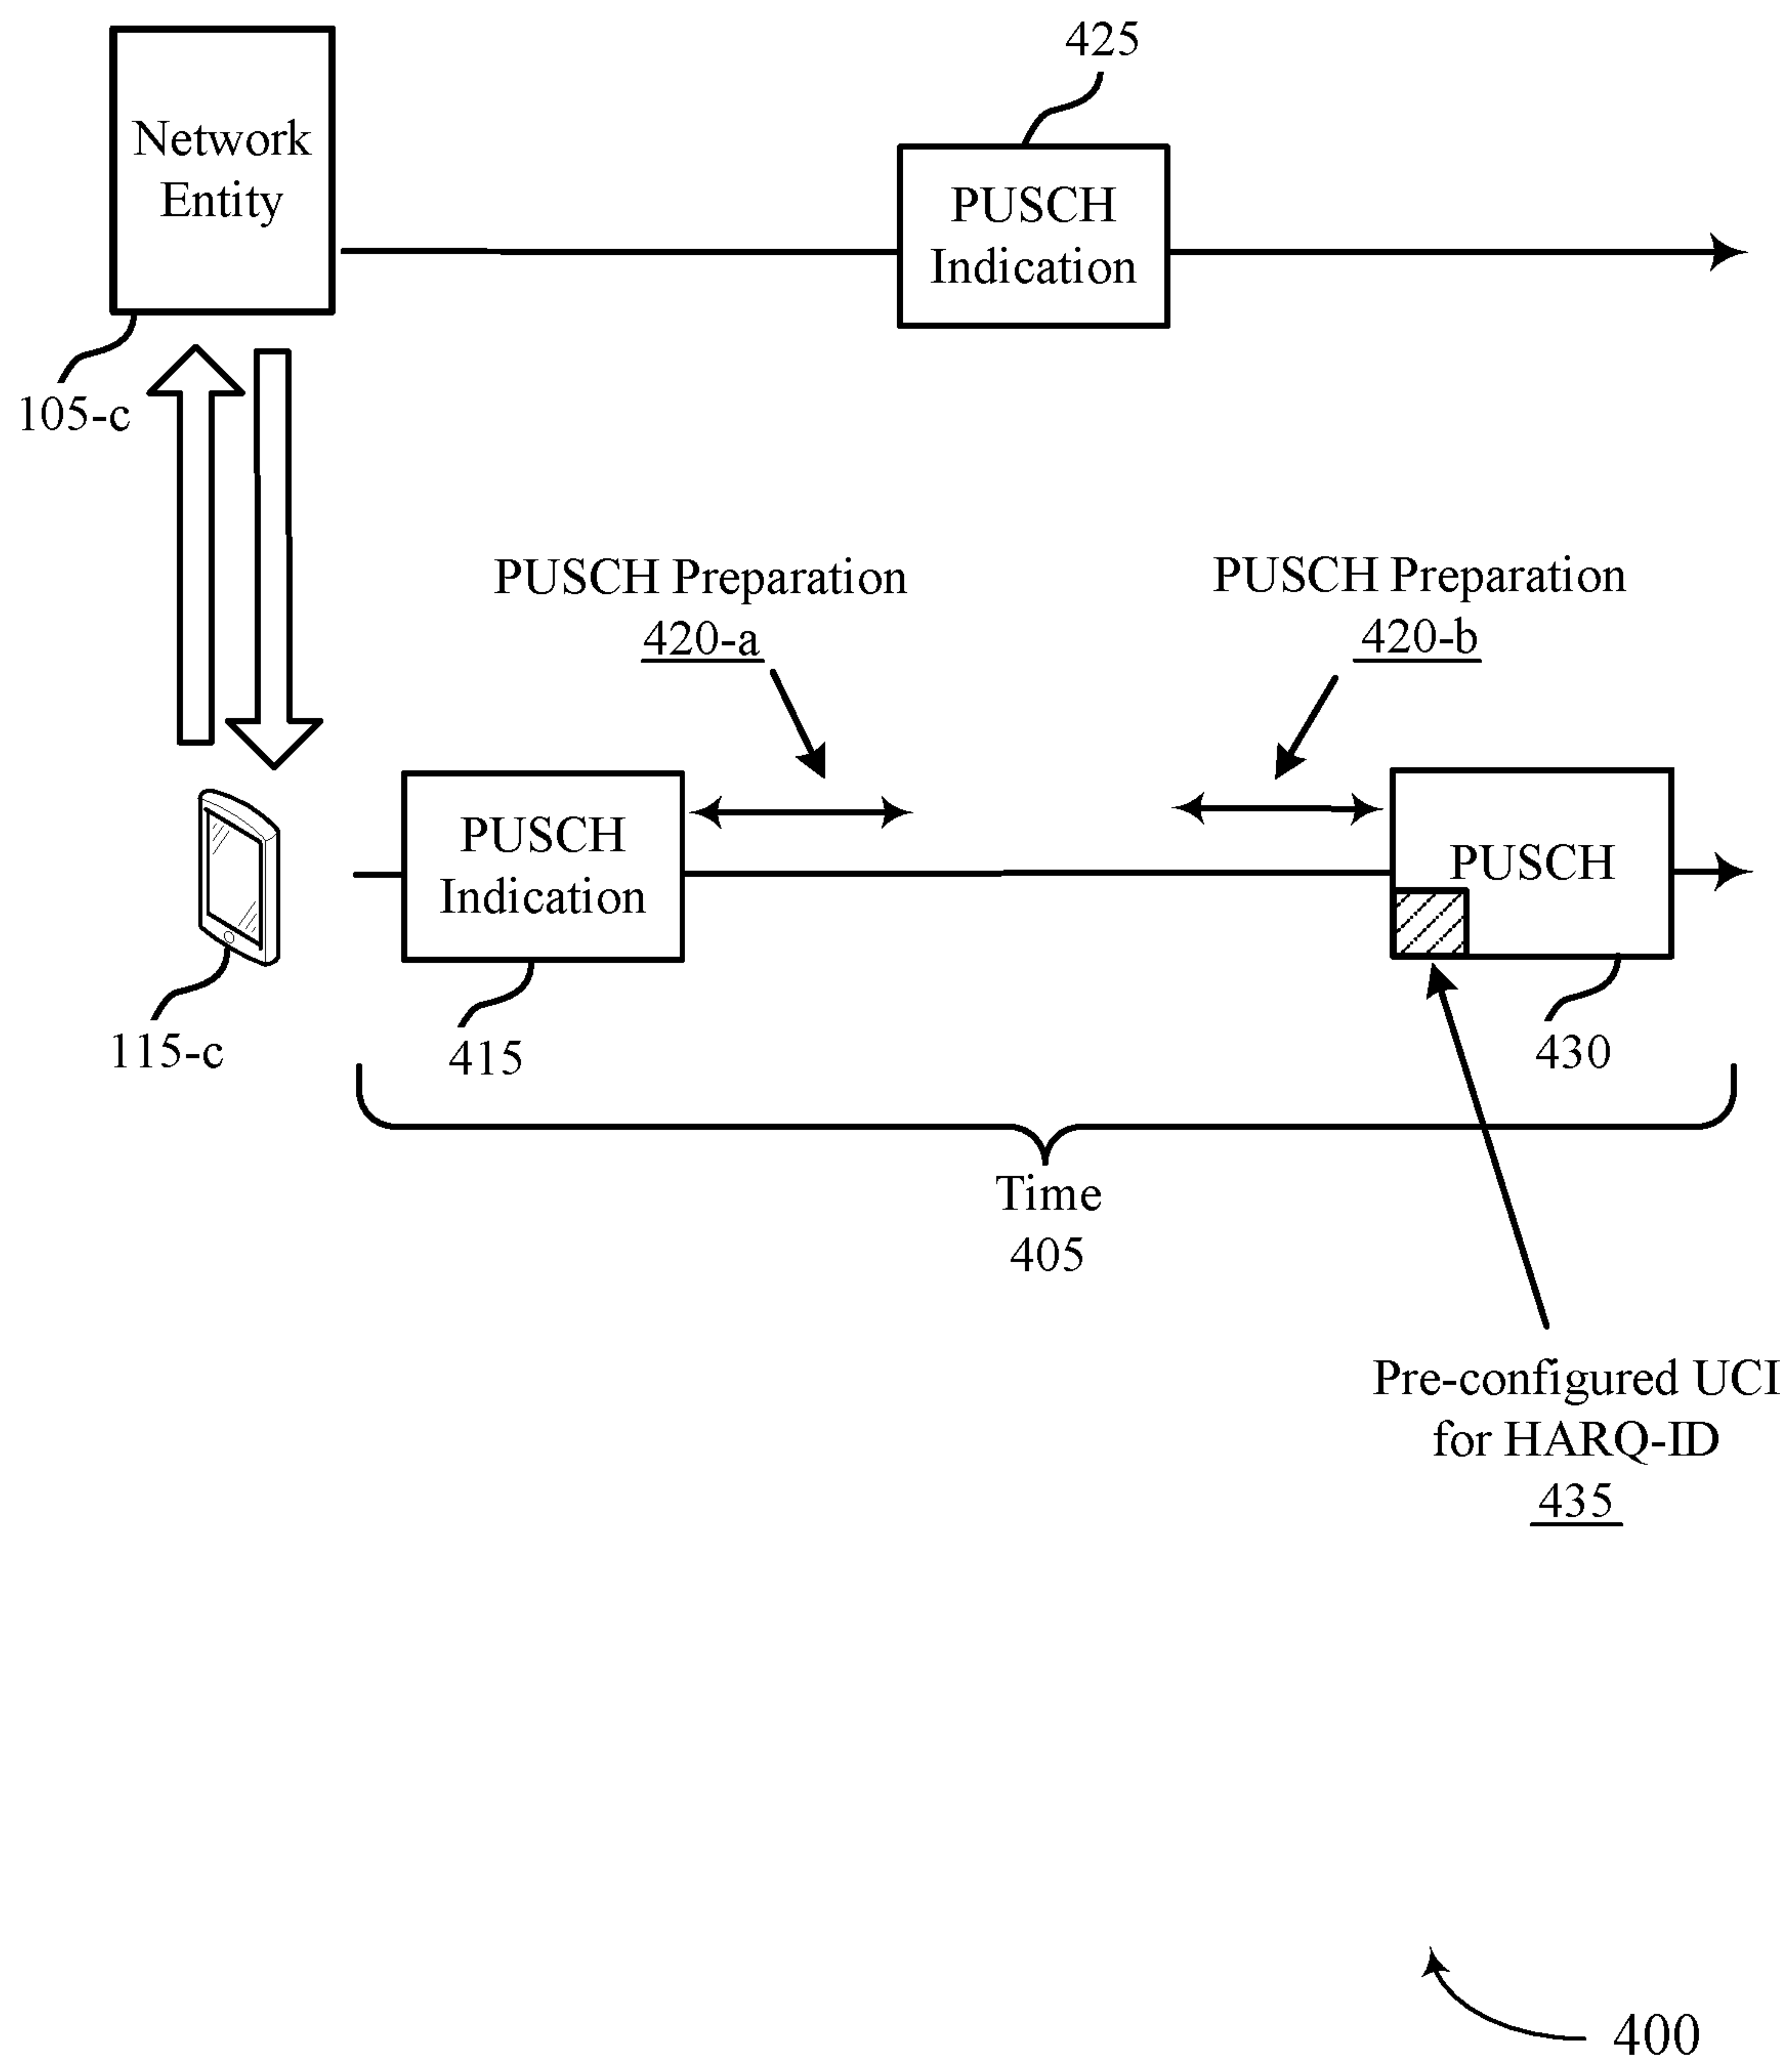 425
Network
Entity
PUSCH
Indication
105-c
PUSCH Preparation
420-a
PUSCH Preparation
420-b
PUSCH
Indication
PUSCH
115-c
415
430
Time
405
Pre-configured UCI
for HARQ-ID
435
400